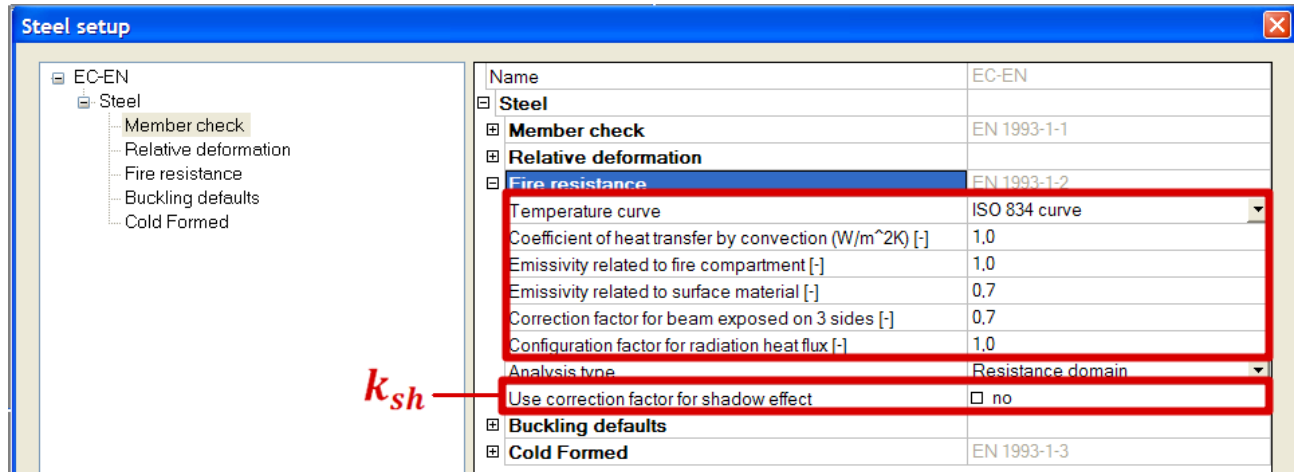 Steel setup
EC-EN
Steel
Member check
Relative deformation
Fire resistance
Buckling defaults
Cold Formed
Name EC-EN
Steel
Member check EN 1993-1-1
Relative deformation
Fire resistance EN 1993-1-2
Temperature curve ISO 834 curve
Coefficient of heat transfer by convection (W/m^2K) [-] 1,0
Emissivity related to fire compartment [-] 1,0
Emissivity related to surface material [-] 0,7
Correction factor for beam exposed on 3 sides [-] 0,7
Configuration factor for radiation heat flux [-] 1,0
Analysis type Resistance domain
k_sh Use correction factor for shadow effect no
Buckling defaults
Cold Formed EN 1993-1-3